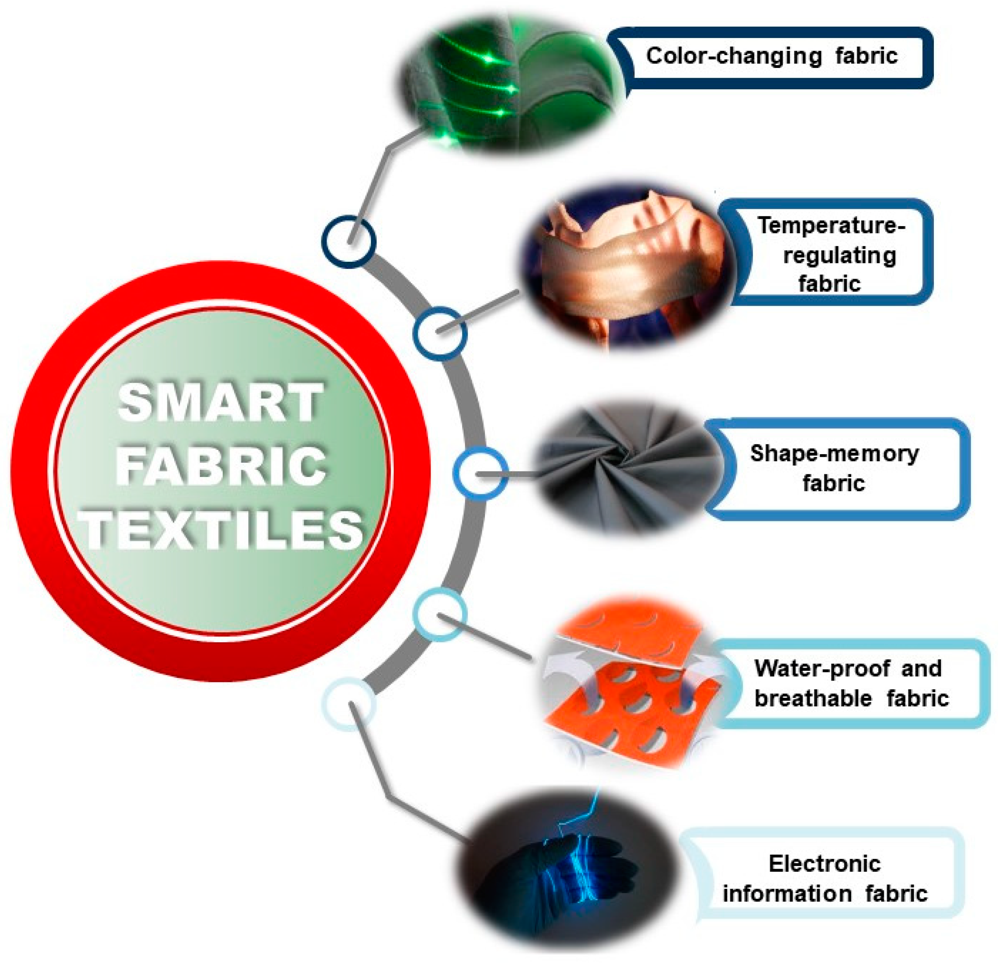 SMART
FABRIC
TEXTILES
Color-changing fabric
Temperature-
regulating
fabric
Shape-memory
fabric
Water-proof and
breathable fabric
Electronic
information fabric